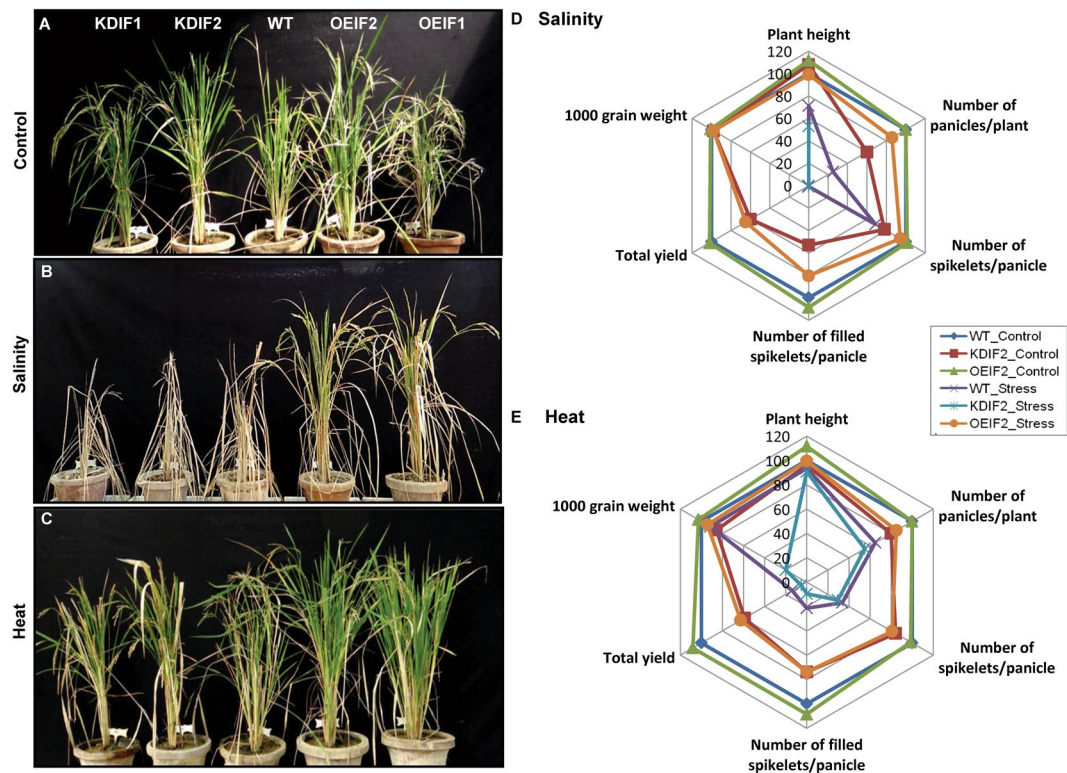 A
KDIF1 KDIF2 WT OEIF2 OEIF1
Control
B
Salinity
C
Heat
D Salinity
Plant height
120
100
80
60
40
20
0
Number of
panicles/plant
Number of
spikelets/panicle
Number of filled
spikelets/panicle
Total yield
1000 grain weight
WT_Control
KDIF2_Control
OEIF2_Control
WT_Stress
KDIF2_Stress
OEIF2_Stress
E Heat
Plant height
120
100
80
60
40
20
0
Number of
panicles/plant
Number of
spikelets/panicle
Number of filled
spikelets/panicle
Total yield
1000 grain weight